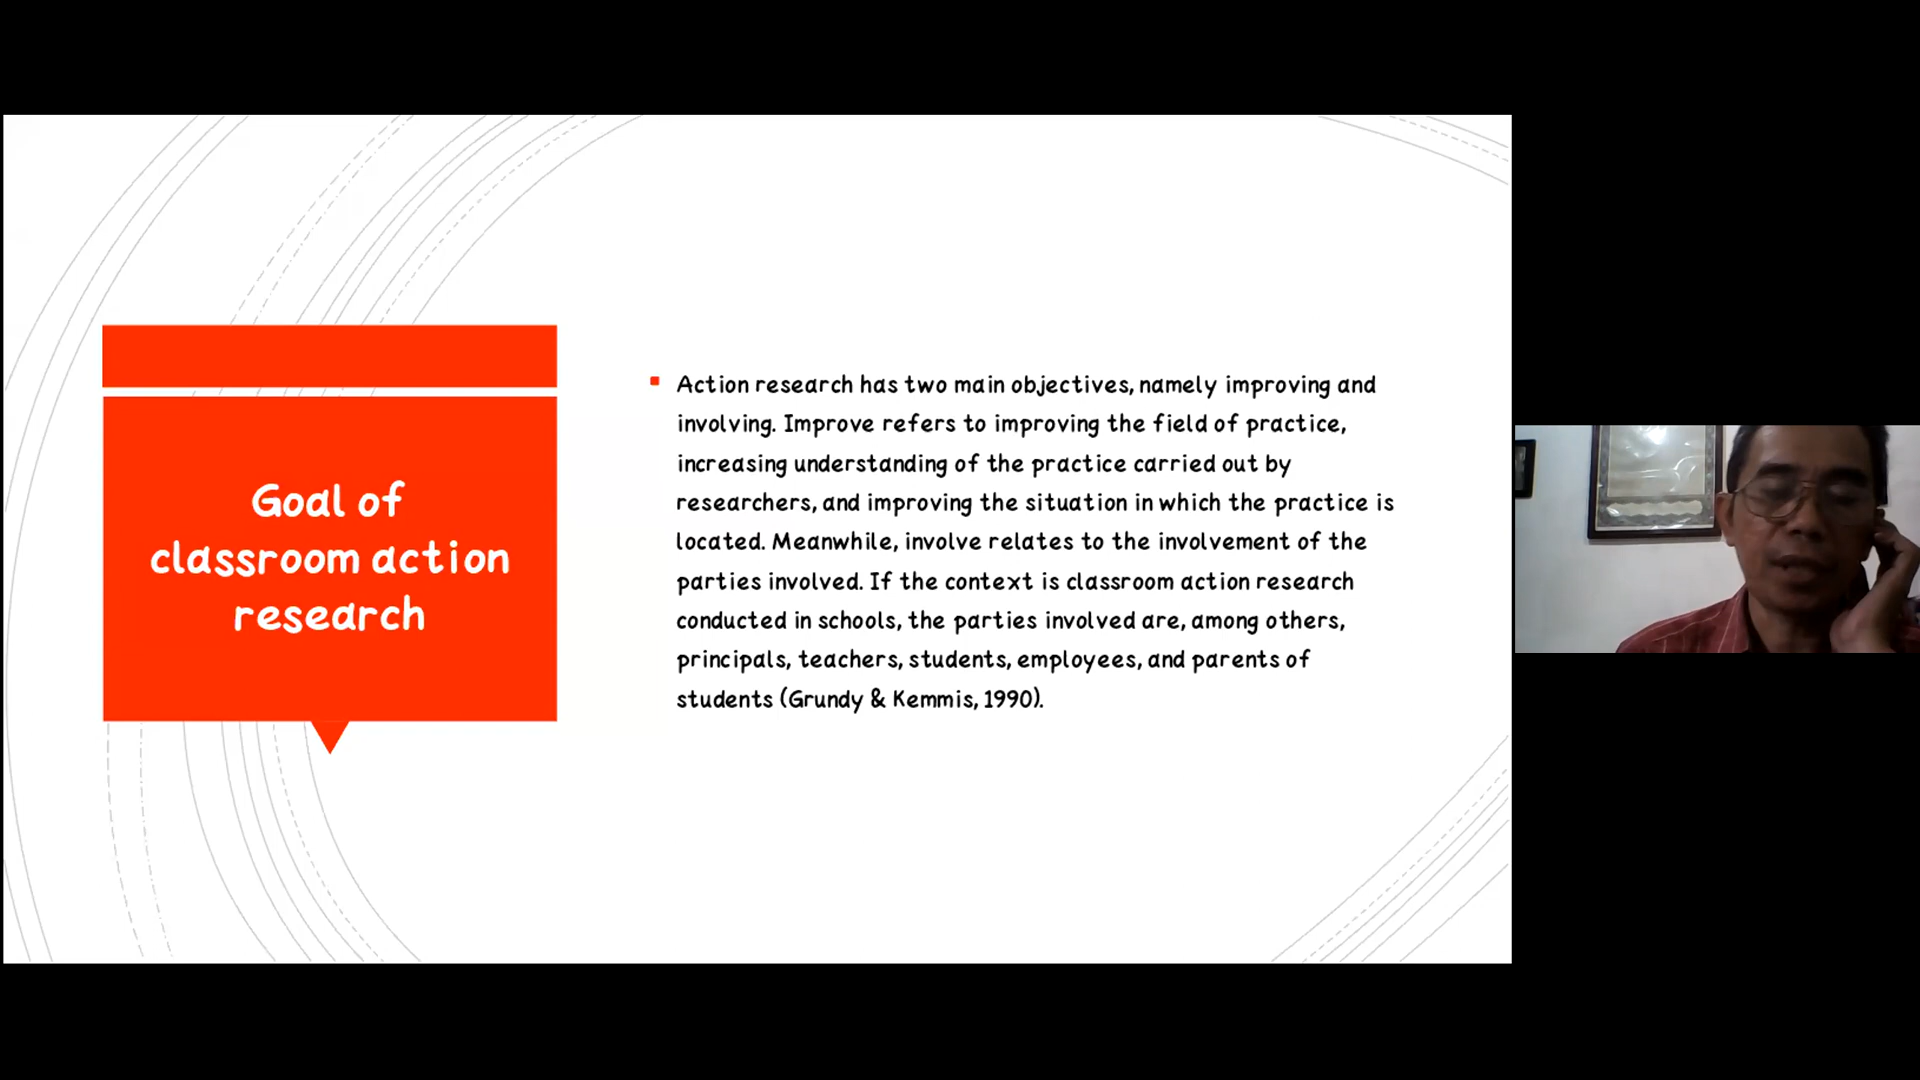 Goal of
classroom action
research
Action research has two main objectives, namely improving and
involving. Improve refers to improving the field of practice,
increasing understanding of the practice carried out by
researchers, and improving the situation in which the practice is
located. Meanwhile, involve relates to the involvement of the
parties involved. If the context is classroom action research
conducted in schools, the parties involved are, among others,
principals, teachers, students, employees, and parents of
students (Grundy & Kemmis, 1990).